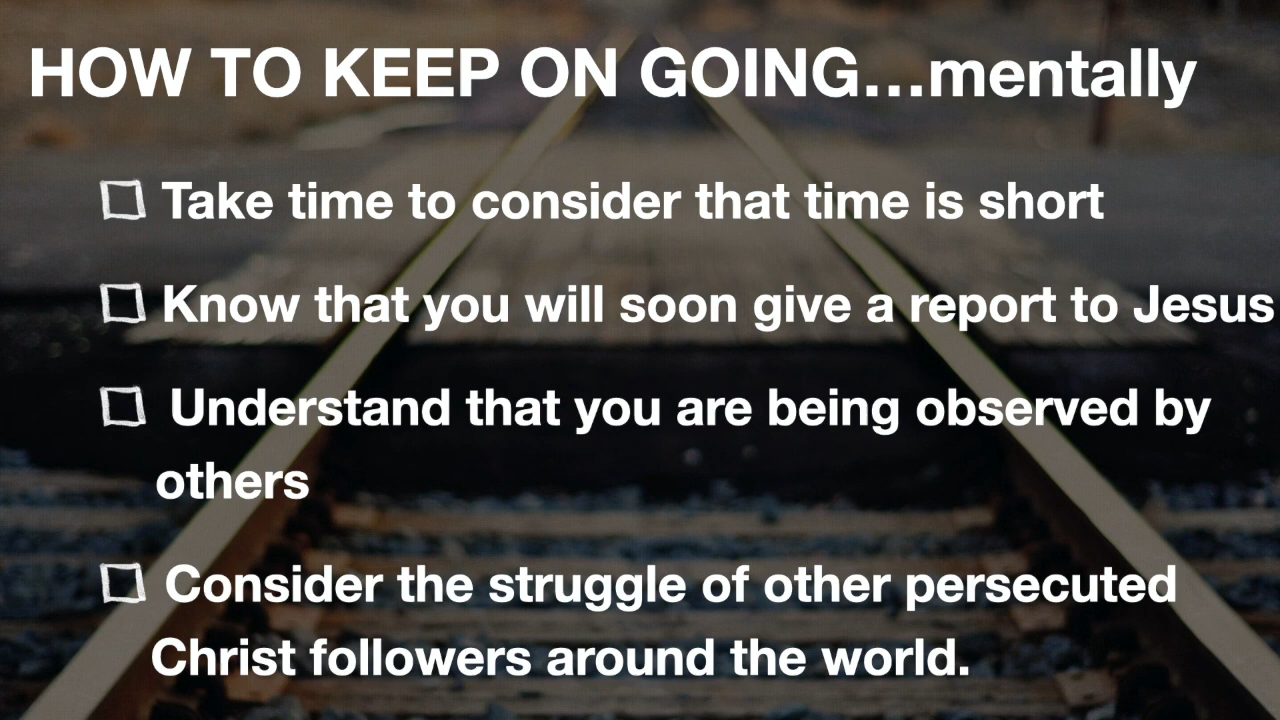 HOW TO KEEP ON GOING...mentally
Take time to consider that time is short
Know that you will soon give a report to Jesus
Understand that you are being observed by
others
Consider the struggle of other persecuted
Christ followers around the world.